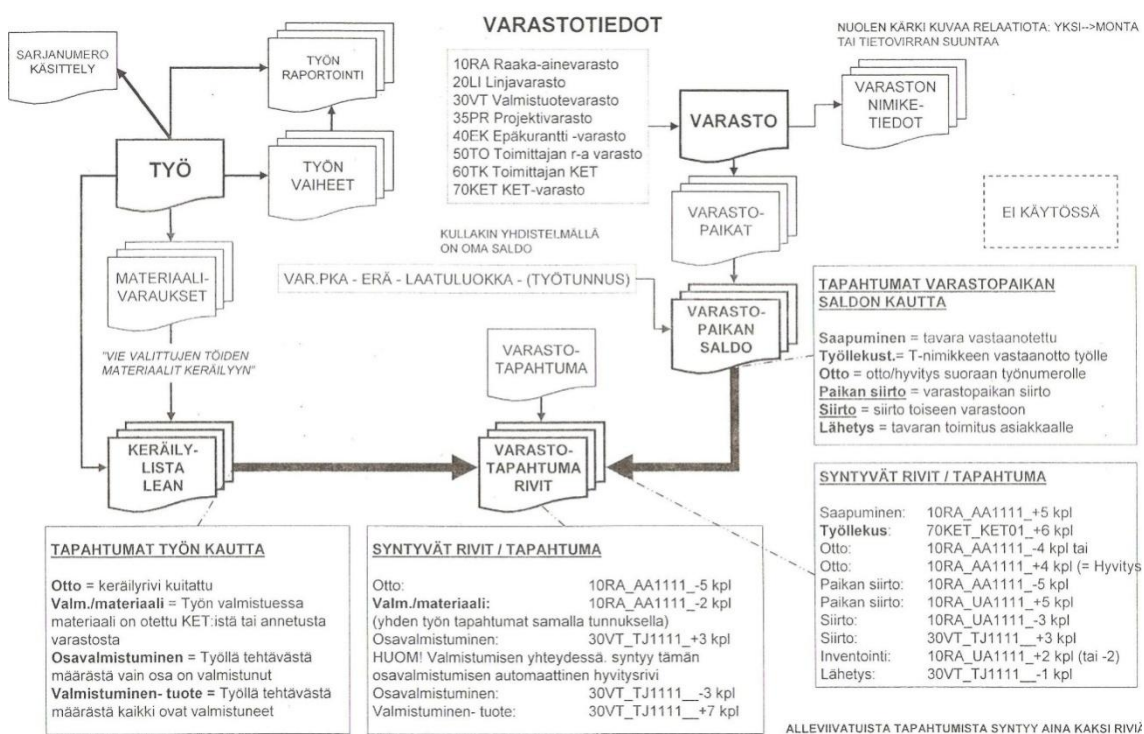 VARASTOTIEDOT
NUOLEN KÄRKI KUVAA RELAATIOTA: YKSI-->MONTA
TAI TIETOVIRRAN SUUNTAA
SARJANUMERO
KÄSITTELY
TYÖN
RAPORTOINTI
TYÖ
TYÖN
VAIHEET
10RA Raaka-ainevarasto
20LI Linjavarasto
30VT Valmistuotevarasto
35PR Projektivarasto
40EK Epäkurantti -varasto
50TO Toimittajan r-a varasto
60TK Toimittajan KET
70KET KET-varasto
VARASTO
VARASTON
NIMIKE-
TIEDOT
VARASTO-
PAIKAT
EI KÄYTÖSSÄ
MATERIAALI-
VARAUKSET
KULLAKIN YHDISTELMÄLLÄ
ON OMA SALDO
VAR.PKA - ERÄ - LAATULUOKKA - (TYÖTUNNUS)
VARASTO-
PAIKAN
SALDO
"VIE VALITTUJEN TÖIDEN
MATERIAALIT KERÄILYYN"
VARASTO-
TAPAHTUMA
KERÄILY-
LISTA
LEAN
VARASTO-
TAPAHTUMA
RIVIT
TAPAHTUMAT VARASTOPAIKAN
SALDON KAUTTA
Saapuminen = tavara vastaanotettu
Työllekust.= T-nimikkeen vastaanotto työlle
Otto = otto/hyvitys suoraan työnumerolle
Paikan siirto = varastopaikan siirto
Siirto = siirto toiseen varastoon
Lähetys = tavaran toimitus asiakkaalle
TAPAHTUMAT TYÖN KAUTTA
Otto = keräilyrivi kuitattu
Valm./materiaali = Työn valmistuessa
materiaali on otettu KET:istä tai annetusta
varastosta
Osavalmistuminen = Työllä tehtävästä
määrästä vain osa on valmistunut
Valmistuminen- tuote = Työllä tehtävästä
määrästä kaikki ovat valmistuneet
SYNTYVÄT RIVIT / TAPAHTUMA
Otto: 10RA_AA1111_-5 kpl
Valm./materiaali: 10RA_AA1111_-2 kpl
(yhden työn tapahtumat samalla tunnuksella)
Osavalmistuminen: 30VT_TJ1111_+3 kpl
HUOM! Valmistumisen yhteydessä. syntyy tämän
osavalmistumisen automaattinen hyvitysrivi
Osavalmistuminen: 30VT_TJ1111__-3 kpl
Valmistuminen- tuote: 30VT_TJ1111__+7 kpl
SYNTYVÄT RIVIT / TAPAHTUMA
Saapuminen: 10RA_AA1111_+5 kpl
Työllekus: 70KET_KET01_+6 kpl
Otto: 10RA_AA1111_-4 kpl tai
Otto: 10RA_AA1111_+4 kpl (= Hyvitys
Paikan siirto: 10RA_AA1111_-5 kpl
Paikan siirto: 10RA_UA1111_+5 kpl
Siirto: 10RA_UA1111_-3 kpl
Siirto: 30VT_TJ1111__+3 kpl
Inventointi: 10RA_UA1111_+2 kpl (tai -2)
Lähetys: 30VT_TJ1111__-1 kpl
ALLEVIIVATUISTA TAPAHTUMISTA SYNTYY AINA KAKSI RIVIÄ